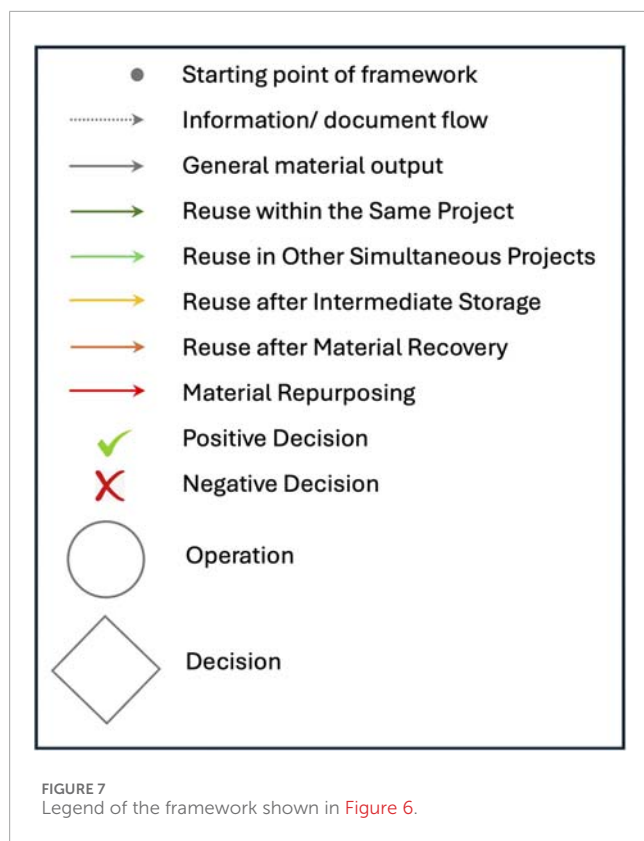 Starting point of framework
Information/ document flow
General material output
Reuse within the Same Project
Reuse in Other Simultaneous Projects
Reuse after Intermediate Storage
Reuse after Material Recovery
Material Repurposing
Positive Decision
Negative Decision
Operation
Decision
FIGURE 7
Legend of the framework shown in Figure 6.